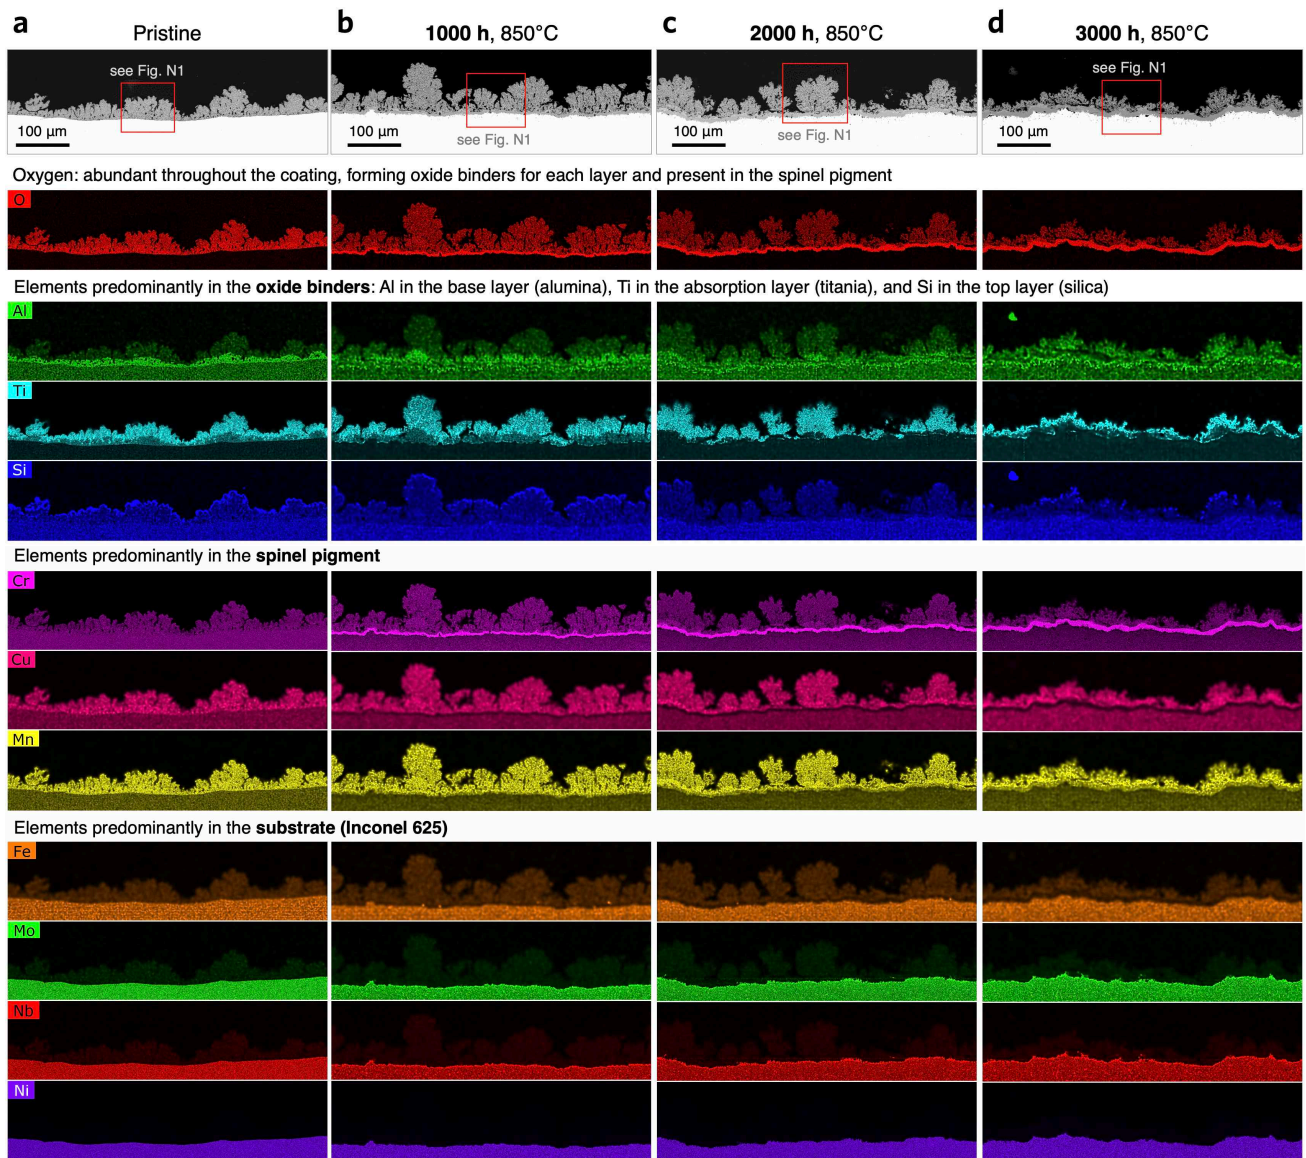 a
Pristine
b
1000 h, 850°C
c
2000 h, 850°C
d
3000 h, 850°C
see Fig. N1
100 µm
see Fig. N1
100 µm
see Fig. N1
100 µm
see Fig. N1
100 µm
Oxygen: abundant throughout the coating, forming oxide binders for each layer and present in the spinel pigment
O
Elements predominantly in the oxide binders: Al in the base layer (alumina), Ti in the absorption layer (titania), and Si in the top layer (silica)
Al
Ti
Si
Elements predominantly in the spinel pigment
Cr
Cu
Mn
Elements predominantly in the substrate (Inconel 625)
Fe
Mo
Nb
Ni